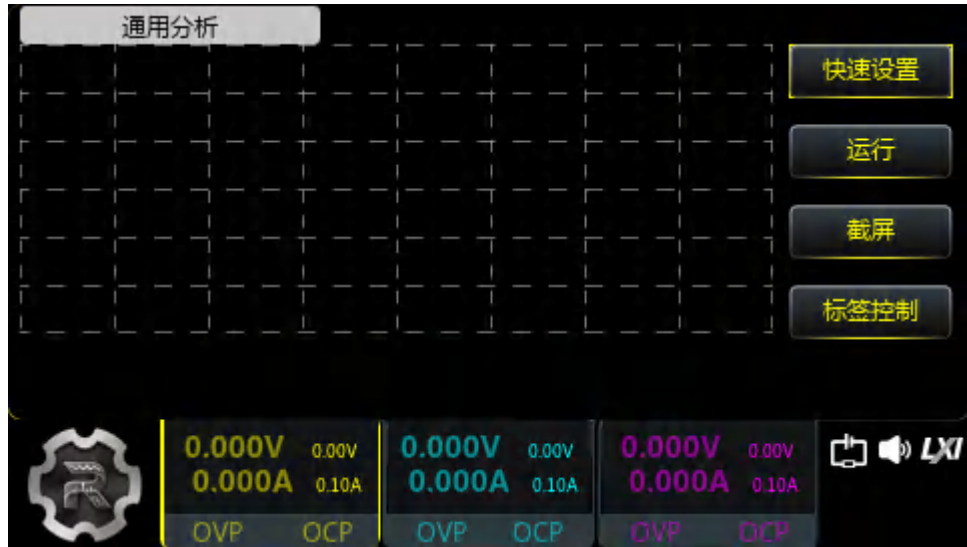 通用分析
快速设置
运行
截屏
标签控制
0.000V 0.00V 0.000V 0.00V 0.000V 0.00V LXI
0.000A 0.10A 0.000A 0.10A 0.000A 0.10A
OVP OCP OVP OCP OVP OCP